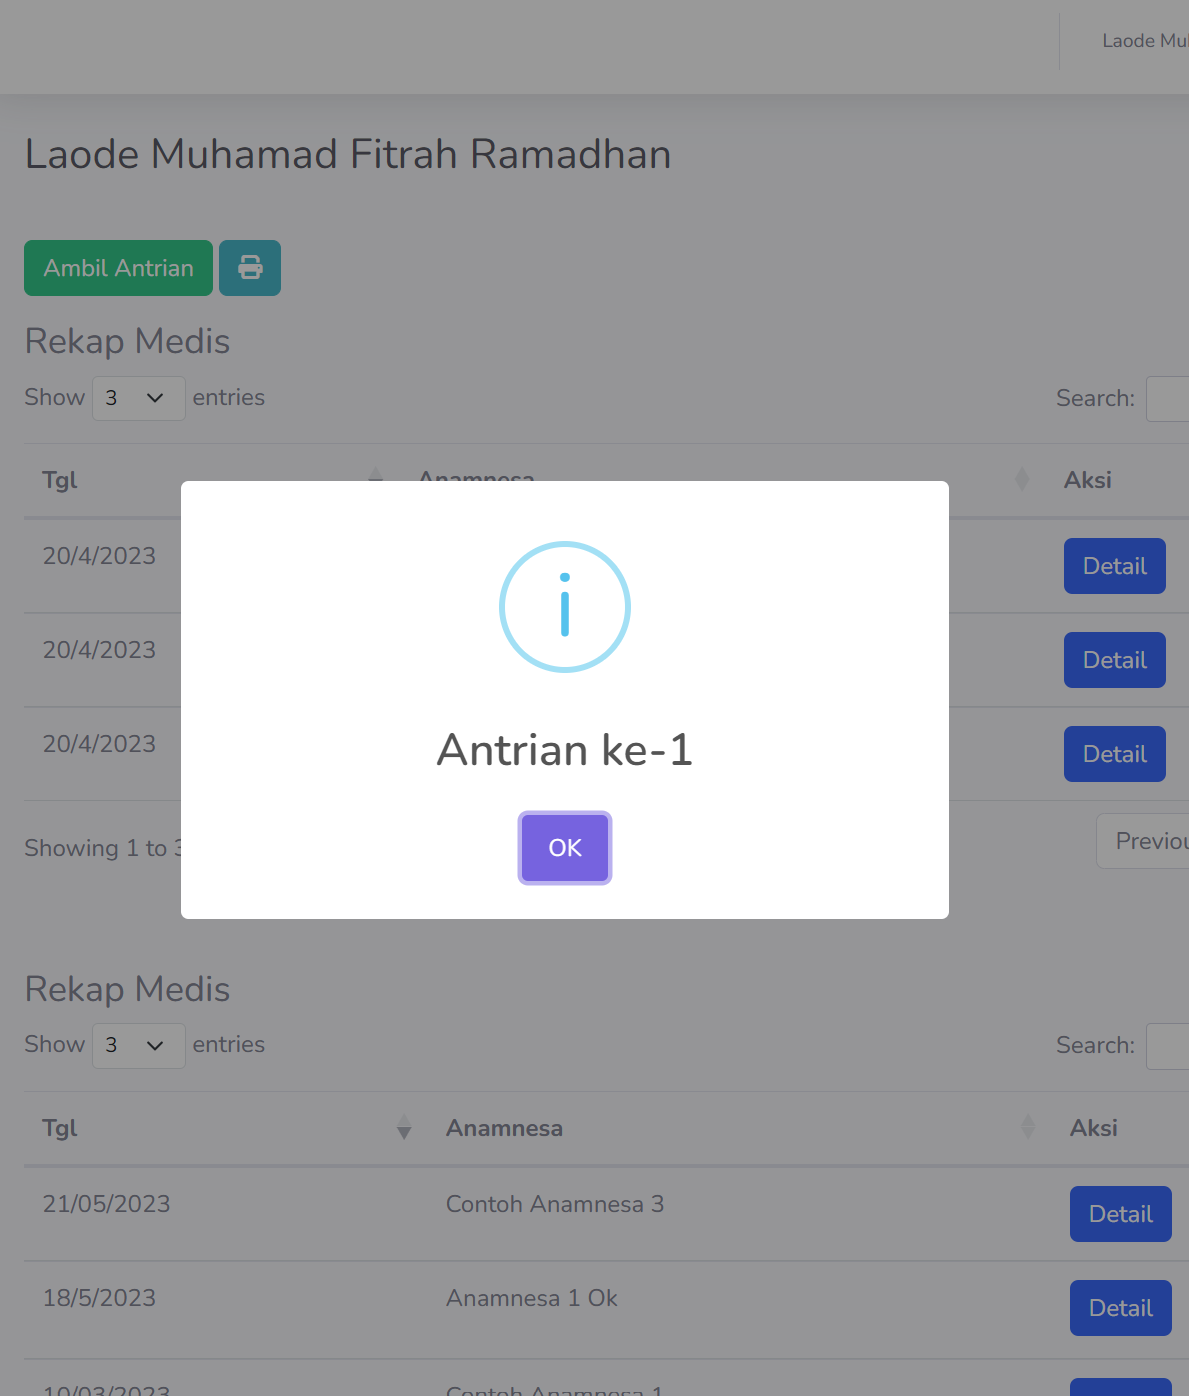 Laode Mu
Laode Muhamad Fitrah Ramadhan
Ambil Antrian
Rekap Medis
Show 3 entries Search:
Tgl Anamnesa Aksi
20/4/2023 Detail
20/4/2023 Detail
20/4/2023 Detail
i
Antrian ke-1
OK
Showing 1 to 3 Previou
Rekap Medis
Show 3 entries Search:
Tgl Anamnesa Aksi
21/05/2023 Contoh Anamnesa 3 Detail
18/5/2023 Anamnesa 1 Ok Detail
10/03/2023 Contoh Anamnesa 1